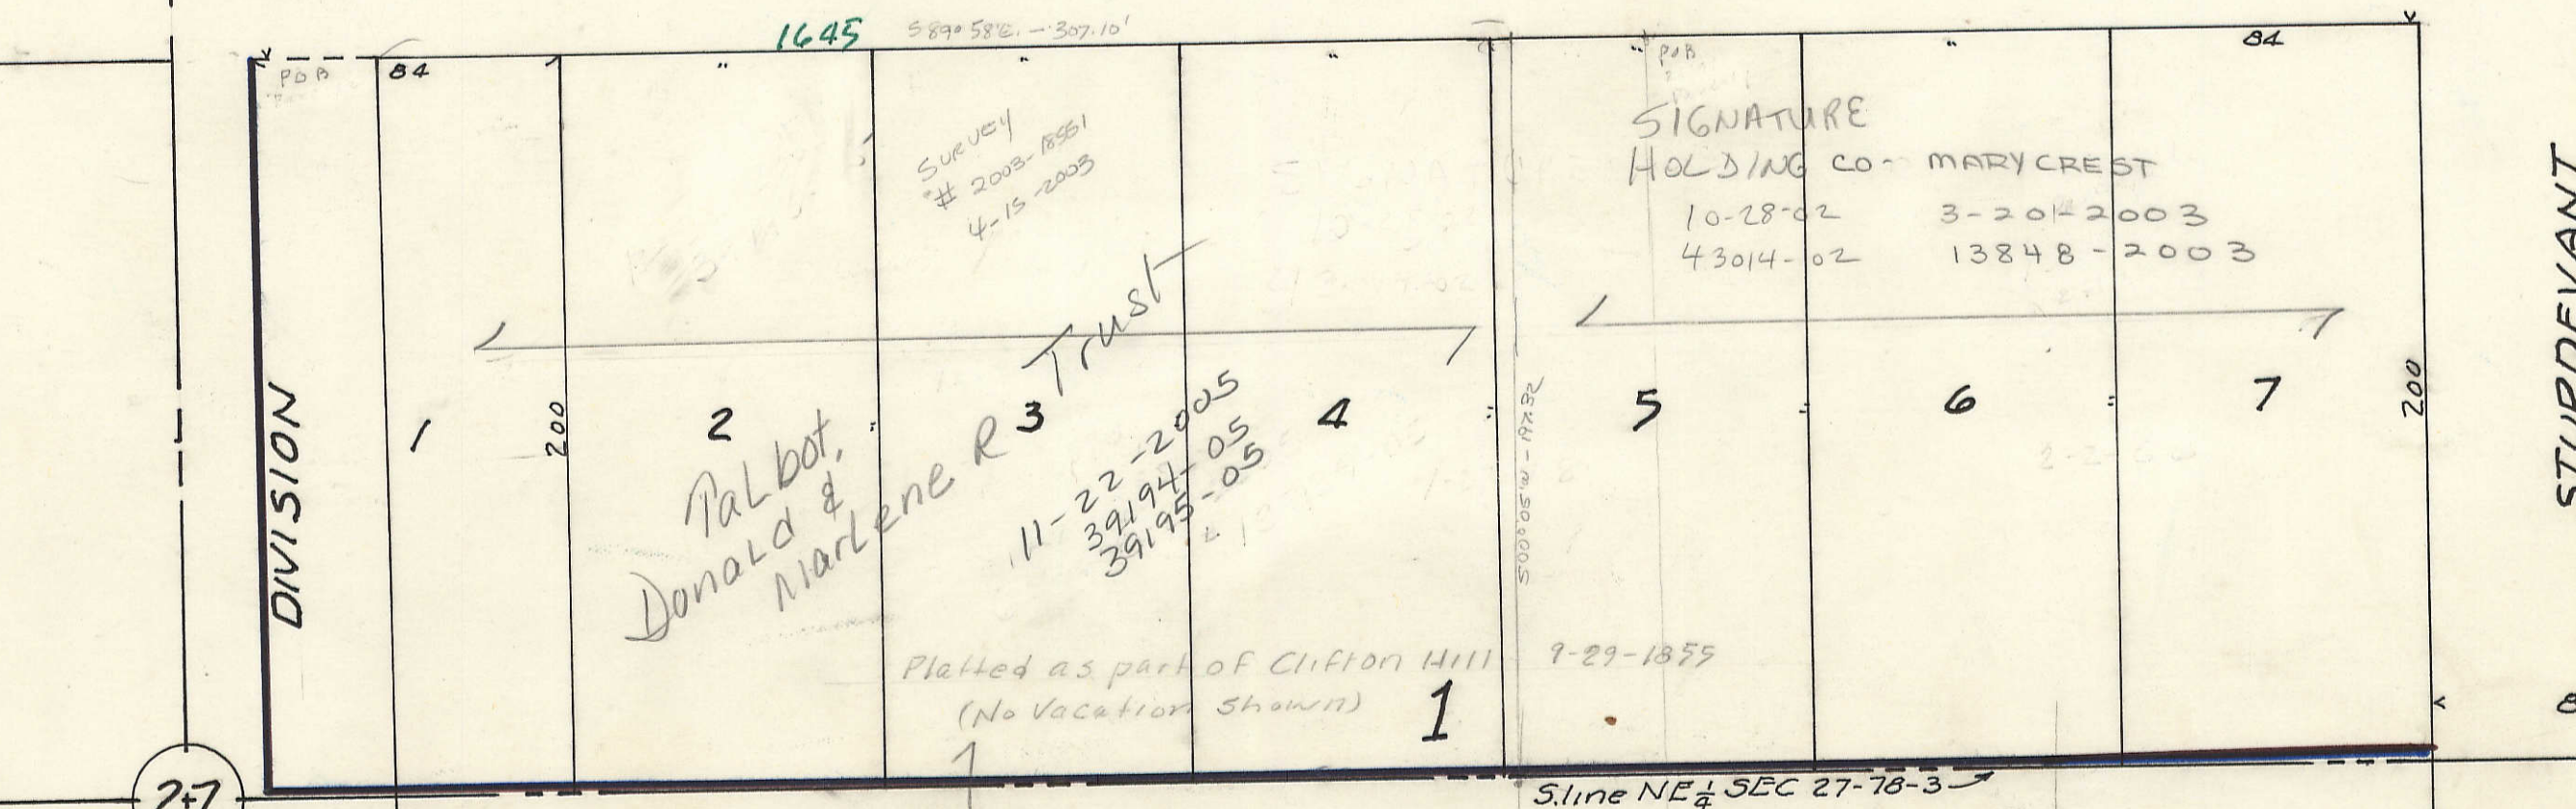 1645 S89°58'E. - 307.10'
POB 84 " " " " POB " 84
SURVEY
# 2003-18551
4-15-2003
SIGNATURE
HOLDING CO- MARYCREST
10-28-02 3-20-2003
43014-02 13848-2003
DIVISION
STURDEVANT
1 200 2 " 3 " 4 " 5 " 6 " 7 200
Talbot,
Donald &
Marlene R Trust
11-22-2005
39194-05
39195-05
Platted as part of Clifton Hill 9-29-1855
(No Vacation Shown)
1
8
27
S.line NE 1/4 SEC 27-78-3